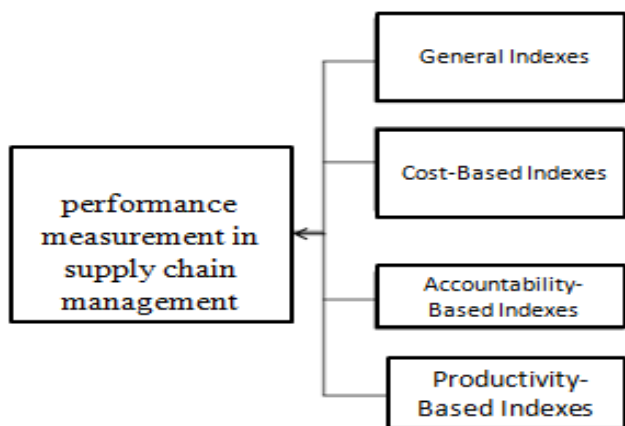 General Indexes
Cost-Based Indexes
performance
measurement in
supply chain
management
Accountability-
Based Indexes
Productivity-
Based Indexes